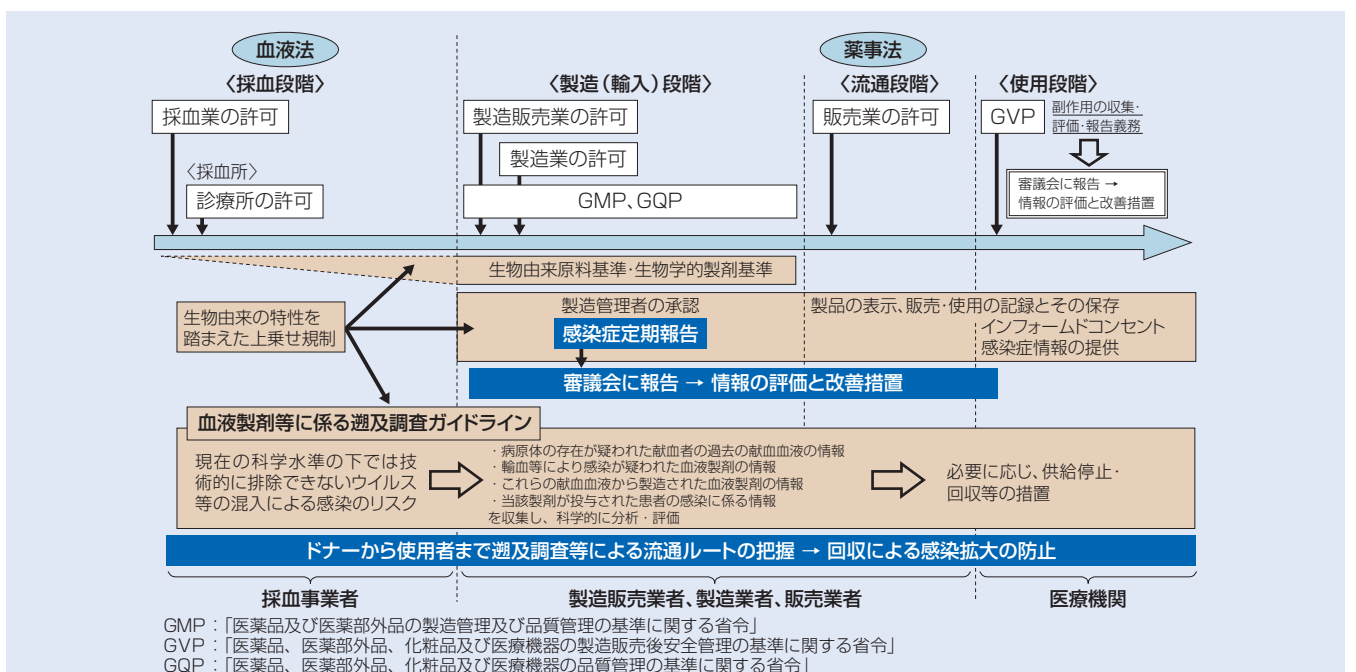 血液法
薬事法
〈採血段階〉
〈製造（輸入）段階〉
〈流通段階〉
〈使用段階〉
採血業の許可
製造販売業の許可
販売業の許可
GVP
副作用の収集・
評価・報告義務
製造業の許可
〈採血所〉
診療所の許可
GMP、GQP
審議会に報告 →
情報の評価と改善措置
生物由来原料基準・生物学的製剤基準
生物由来の特性を
踏まえた上乗せ規制
製造管理者の承認
感染症定期報告
製品の表示、販売・使用の記録とその保存
インフォームドコンセント
感染症情報の提供
審議会に報告 → 情報の評価と改善措置
血液製剤等に係る遡及調査ガイドライン
現在の科学水準の下では技
術的に排除できないウイルス
等の混入による感染のリスク
・病原体の存在が疑われた献血者の過去の献血血液の情報
・輸血等により感染が疑われた血液製剤の情報
・これらの献血血液から製造された血液製剤の情報
・当該製剤が投与された患者の感染に係る情報
を収集し、科学的に分析・評価
必要に応じ、供給停止・
回収等の措置
ドナーから使用者まで遡及調査等による流通ルートの把握 → 回収による感染拡大の防止
採血事業者
製造販売業者、製造業者、販売業者
医療機関
GMP：「医薬品及び医薬部外品の製造管理及び品質管理の基準に関する省令」
GVP：「医薬品、医薬部外品、化粧品及び医療機器の製造販売後安全管理の基準に関する省令」
GQP：「医薬品、医薬部外品、化粧品及び医療機器の品質管理の基準に関する省令」